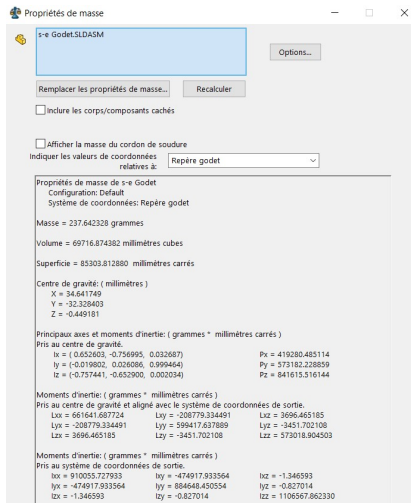 Propriétés de masse
s-e Godet.SLDASM
Options...
Remplacer les propriétés de masse...
Recalculer
Inclure les corps/composants cachés
Afficher la masse du cordon de soudure
Indiquer les valeurs de coordonnées relatives à:
Repère godet
Propriétés de masse de s-e Godet
Configuration: Default
Système de coordonnées: Repère godet
Masse = 237.642328 grammes
Volume = 69716.874382 millimètres cubes
Superficie = 85303.812880 millimètres carrés
Centre de gravité: ( millimètres )
X = 34.641749
Y = -32.328403
Z = -0.449181
Principaux axes et moments d'inertie: ( grammes * millimètres carrés )
Pris au centre de gravité.
Ix = ( 0.652603, -0.756995, 0.032687) Px = 419280.485114
Iy = (-0.019802, 0.026086, 0.999464) Py = 573182.228859
Iz = (-0.757441, -0.652900, 0.002034) Pz = 841615.516144
Moments d'inertie: ( grammes * millimètres carrés )
Pris au centre de gravité et aligné avec le système de coordonnées de sortie.
Lxx = 661641.687724 Lxy = -208779.334491 Lxz = 3696.465185
Lyx = -208779.334491 Lyy = 599417.637889 Lyz = -3451.702108
Lzx = 3696.465185 Lzy = -3451.702108 Lzz = 573018.904503
Moments d'inertie: ( grammes * millimètres carrés )
Pris au système de coordonnées de sortie.
Ixx = 910055.727933 Ixy = -474917.933564 Ixz = -1.346593
Iyx = -474917.933564 Iyy = 884648.450554 Iyz = -0.827014
Izx = -1.346593 Izy = -0.827014 Izz = 1106567.862330